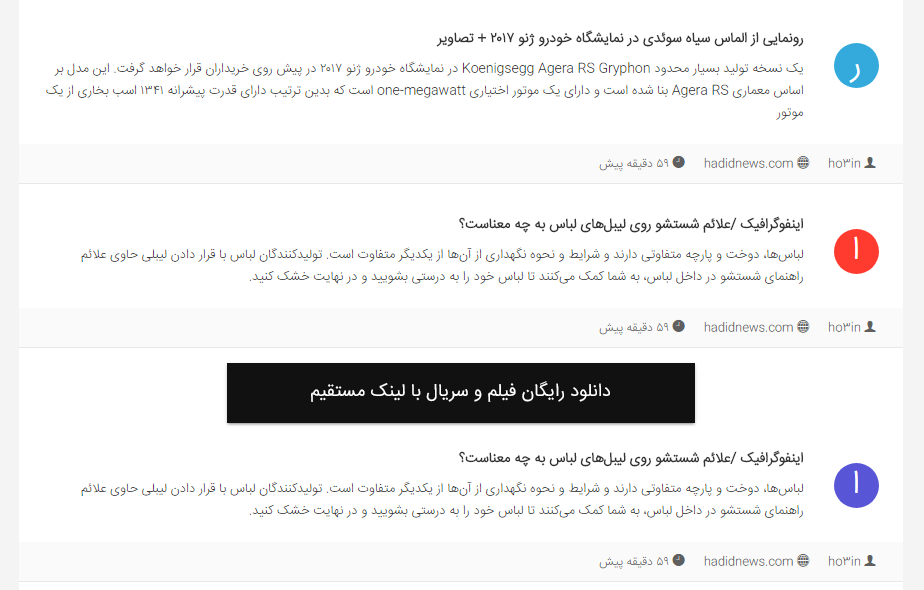 رونمایی از الماس سیاه سوئدی در نمایشگاه خودرو ژنو ۲۰۱۷ + تصاویر
ر
یک نسخه تولید بسیار محدود Koenigsegg Agera RS Gryphon در نمایشگاه خودرو ژنو ۲۰۱۷ در پیش روی خریداران قرار خواهد گرفت. این مدل بر
اساس معماری Agera RS بنا شده است و دارای یک موتور اختیاری one-megawatt است که بدین ترتیب دارای قدرت پیشرانه ۱۳۴۱ اسب بخاری از یک
موتور
ho۳in hadidnews.com ۵۹ دقیقه پیش
اینفوگرافیک /علائم شستشو روی لیبل‌های لباس به چه معناست؟
ا
لباس‌ها، دوخت و پارچه متفاوتی دارند و شرایط و نحوه نگهداری از آن‌ها از یکدیگر متفاوت است. تولیدکنندگان لباس با قرار دادن لیبلی حاوی علائم
راهنمای شستشو در داخل لباس، به شما کمک می‌کنند تا لباس خود را به درستی بشویید و در نهایت خشک کنید.
ho۳in hadidnews.com ۵۹ دقیقه پیش
دانلود رایگان فیلم و سریال با لینک مستقیم
اینفوگرافیک /علائم شستشو روی لیبل‌های لباس به چه معناست؟
ا
لباس‌ها، دوخت و پارچه متفاوتی دارند و شرایط و نحوه نگهداری از آن‌ها از یکدیگر متفاوت است. تولیدکنندگان لباس با قرار دادن لیبلی حاوی علائم
راهنمای شستشو در داخل لباس، به شما کمک می‌کنند تا لباس خود را به درستی بشویید و در نهایت خشک کنید.
ho۳in hadidnews.com ۵۹ دقیقه پیش